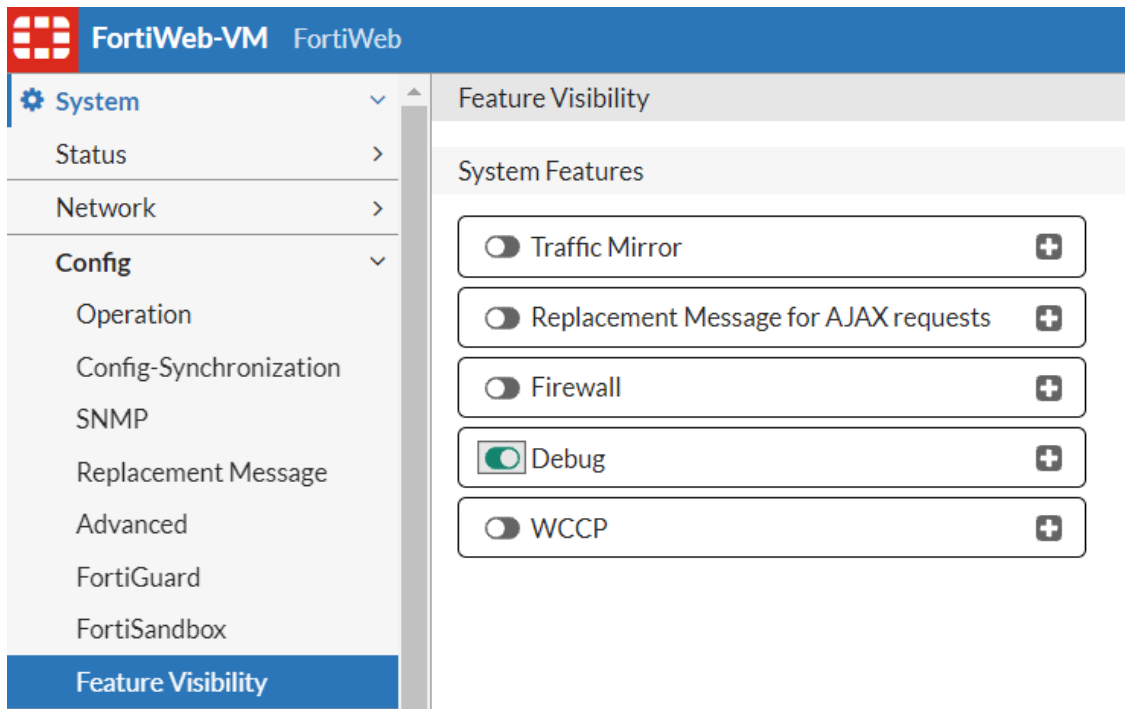 FortiWeb-VM FortiWeb
System
Status
Network
Config
Operation
Config-Synchronization
SNMP
Replacement Message
Advanced
FortiGuard
FortiSandbox
Feature Visibility
Feature Visibility
System Features
Traffic Mirror
Replacement Message for AJAX requests
Firewall
Debug
WCCP